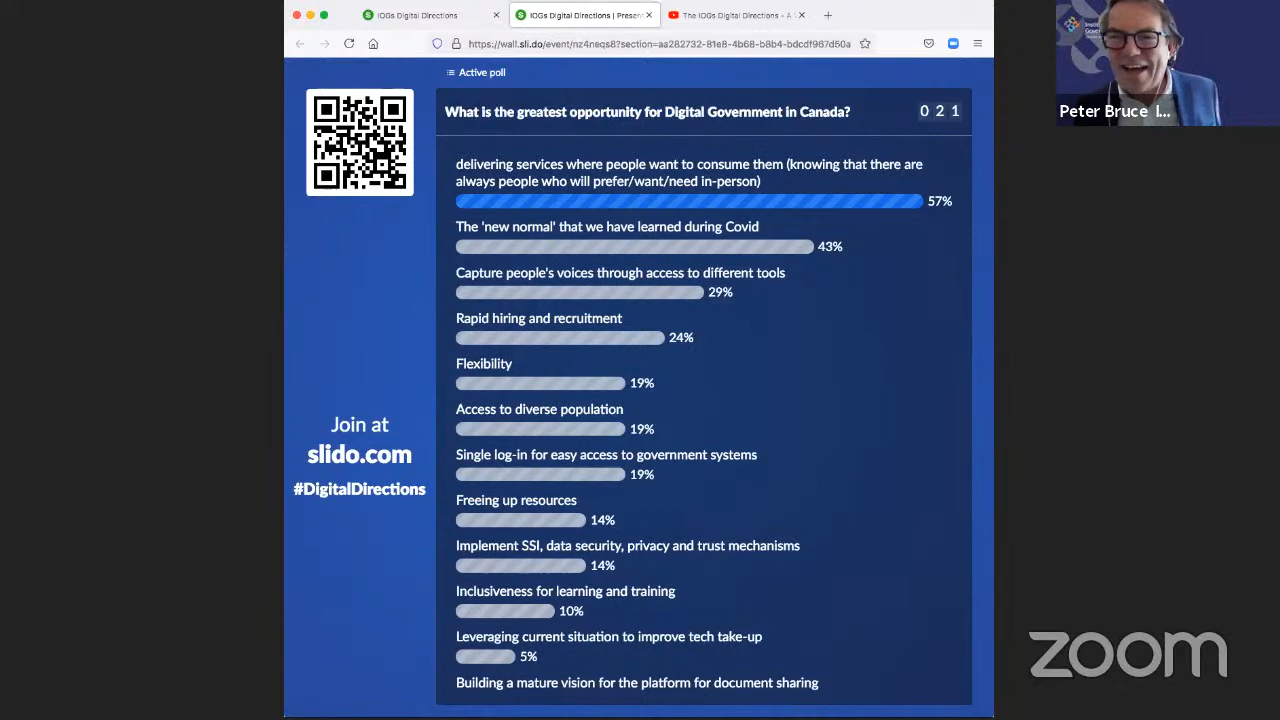 IOGs Digital Directions
IOGs Digital Directions | Presen
The IOGs Digital Directions - A
https://wall.sli.do/event/nz4neqs8?section=aa282732-81e8-4b68-b8b4-bdcdf967d60a
Active poll
What is the greatest opportunity for Digital Government in Canada?
0 2 1
delivering services where people want to consume them (knowing that there are
always people who will prefer/want/need in-person)
57%
The 'new normal' that we have learned during Covid
43%
Capture people's voices through access to different tools
29%
Rapid hiring and recruitment
24%
Flexibility
19%
Access to diverse population
19%
Single log-in for easy access to government systems
19%
Freeing up resources
14%
Implement SSI, data security, privacy and trust mechanisms
14%
Inclusiveness for learning and training
10%
Leveraging current situation to improve tech take-up
5%
Building a mature vision for the platform for document sharing
Join at
slido.com
#DigitalDirections
Peter Bruce I...
zoom